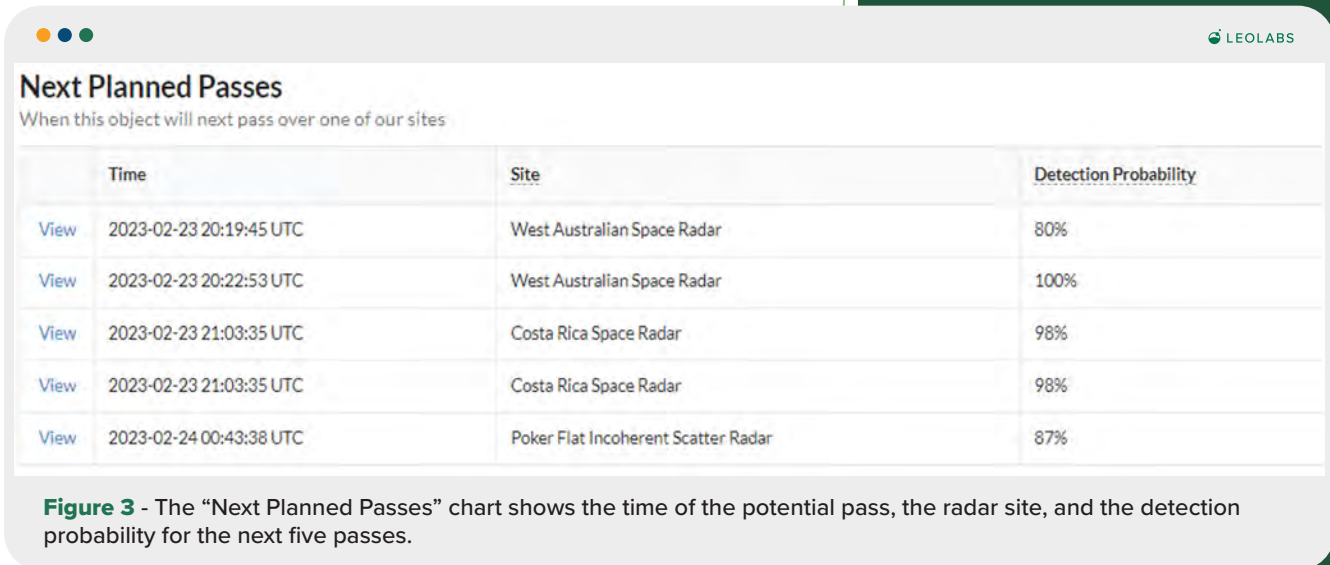 LEOLABS
Next Planned Passes
When this object will next pass over one of our sites
Time Site Detection Probability
View 2023-02-23 20:19:45 UTC West Australian Space Radar 80%
View 2023-02-23 20:22:53 UTC West Australian Space Radar 100%
View 2023-02-23 21:03:35 UTC Costa Rica Space Radar 98%
View 2023-02-23 21:03:35 UTC Costa Rica Space Radar 98%
View 2023-02-24 00:43:38 UTC Poker Flat Incoherent Scatter Radar 87%
Figure 3 - The “Next Planned Passes” chart shows the time of the potential pass, the radar site, and the detection
probability for the next five passes.